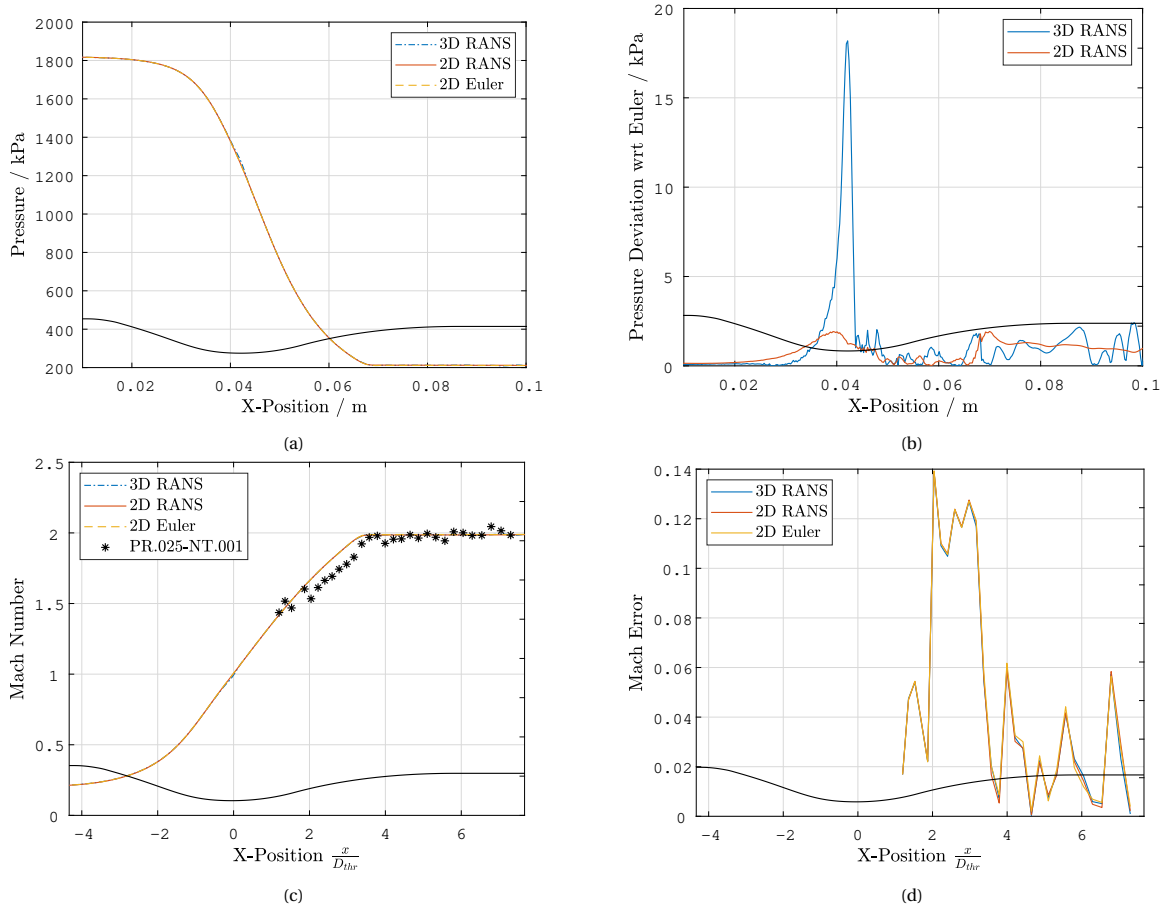 2000
1800
1600
1400
1200
1000
800
600
400
200
Pressure / kPa
3D RANS
2D RANS
2D Euler
0.02
0.04
0.06
0.08
0.1
X-Position / m
(a)
20
15
10
5
0
Pressure Deviation wrt Euler / kPa
3D RANS
2D RANS
0.02
0.04
0.06
0.08
0.1
X-Position / m
(b)
2.5
2
1.5
1
0.5
0
Mach Number
3D RANS
2D RANS
2D Euler
PR.025-NT.001
−4
−2
0
2
4
6
X-Position x/D_thr
(c)
0.14
0.12
0.1
0.08
0.06
0.04
0.02
0
Mach Error
3D RANS
2D RANS
2D Euler
−4
−2
0
2
4
6
X-Position x/D_thr
(d)